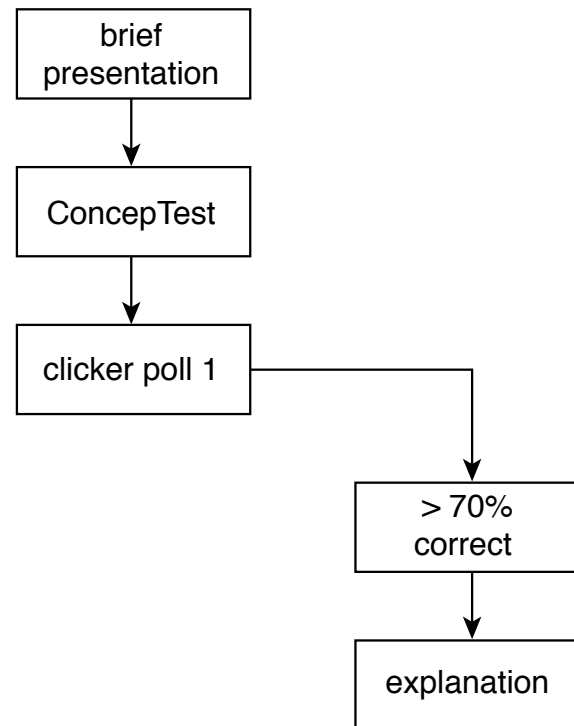 brief
presentation
ConcepTest
clicker poll 1
> 70%
correct
explanation